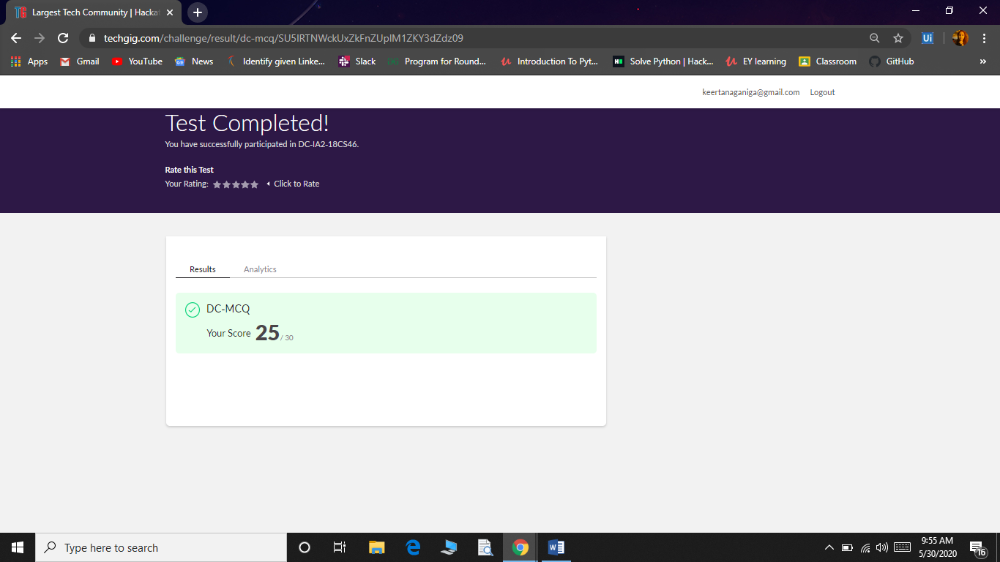 Largest Tech Community | Hacka
techgig.com/challenge/result/dc-mcq/SU5IRTNWckUxZkFnZUpIM1ZKY3dZdz09
Ui
Apps Gmail YouTube News Identify given Linke... Slack Program for Round... Introduction To Pyt... Solve Python | Hack... EY learning Classroom GitHub »
keertanaganiga@gmail.com Logout
Test Completed!
You have successfully participated in DC-IA2-18CS46.
Rate this Test
Your Rating: Click to Rate
Results Analytics
DC-MCQ
Your Score 25 / 30
Type here to search
9:55 AM
5/30/2020
16